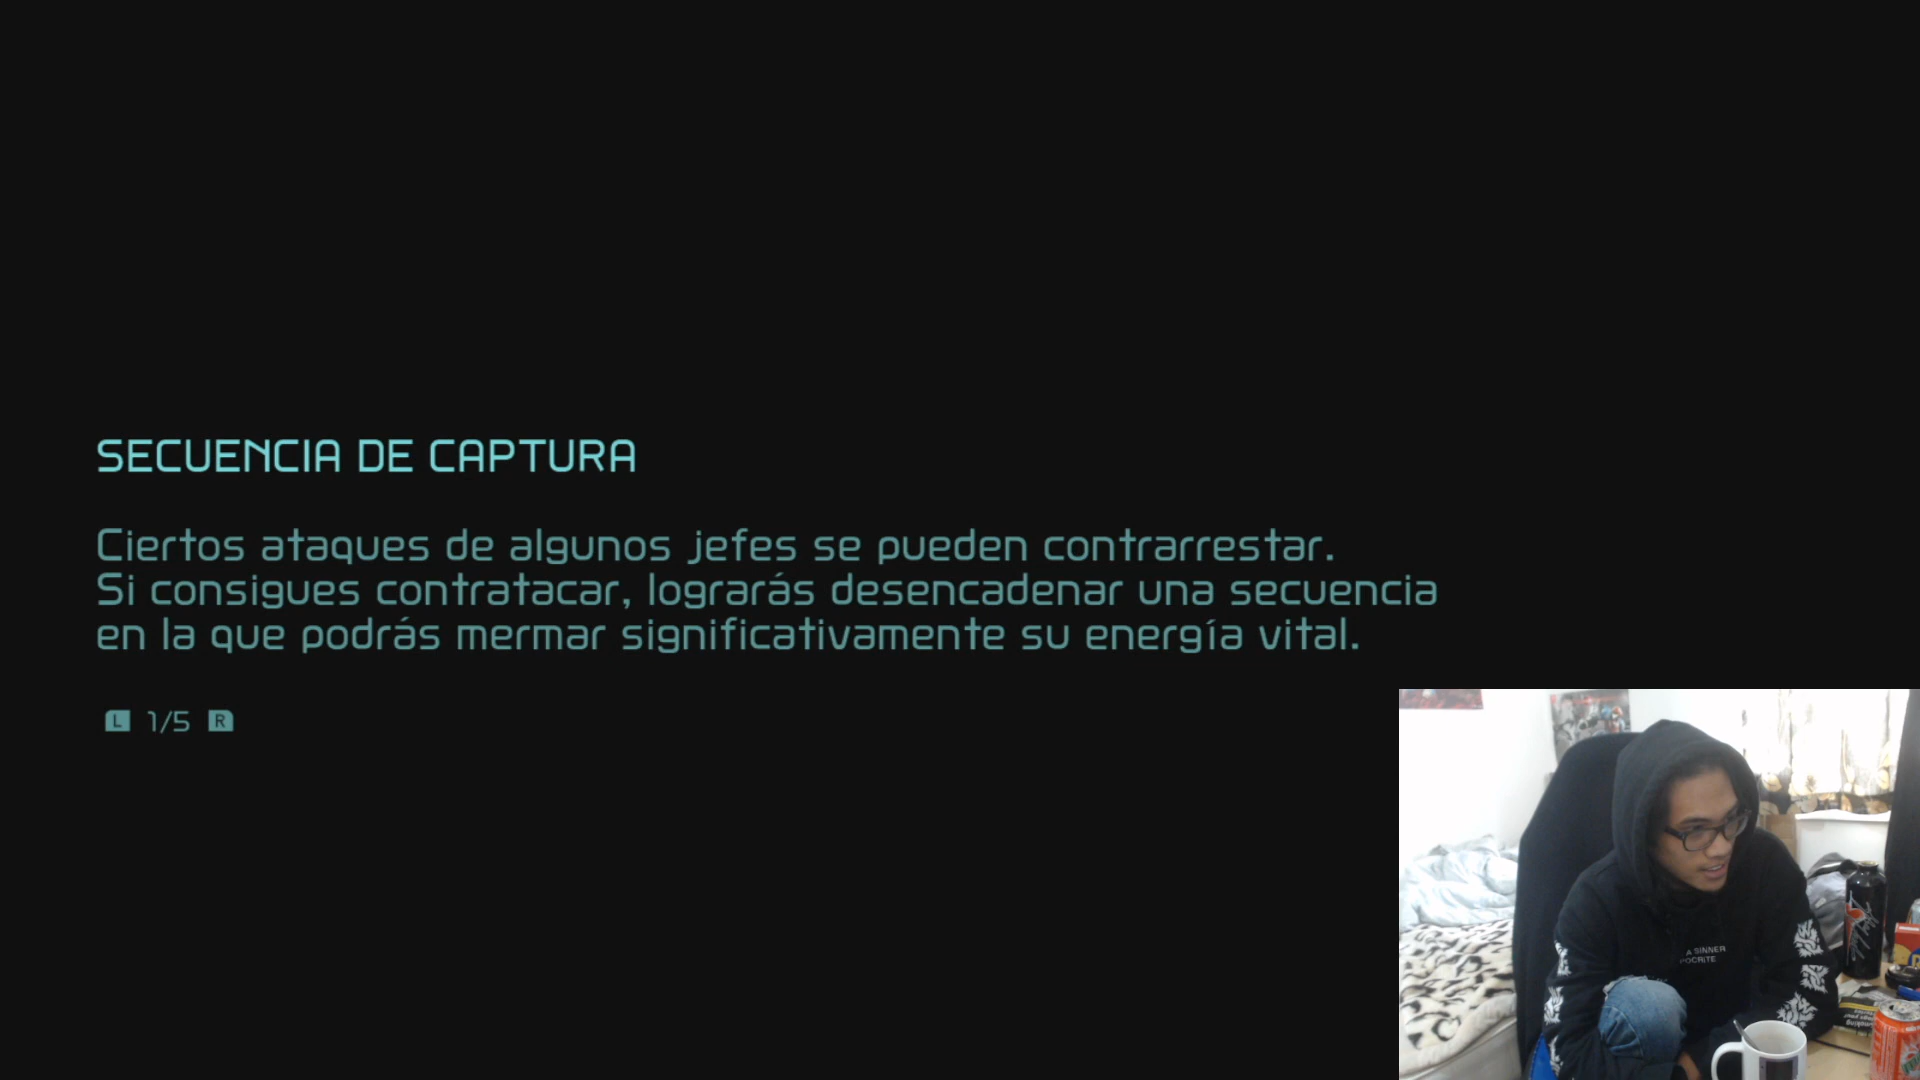 SECUENCIA DE CAPTURA
Ciertos ataques de algunos jefes se pueden contrarrestar.
Si consigues contratacar, lograrás desencadenar una secuencia
en la que podrás mermar significativamente su energía vital.
L 1/5 R
A SINNER